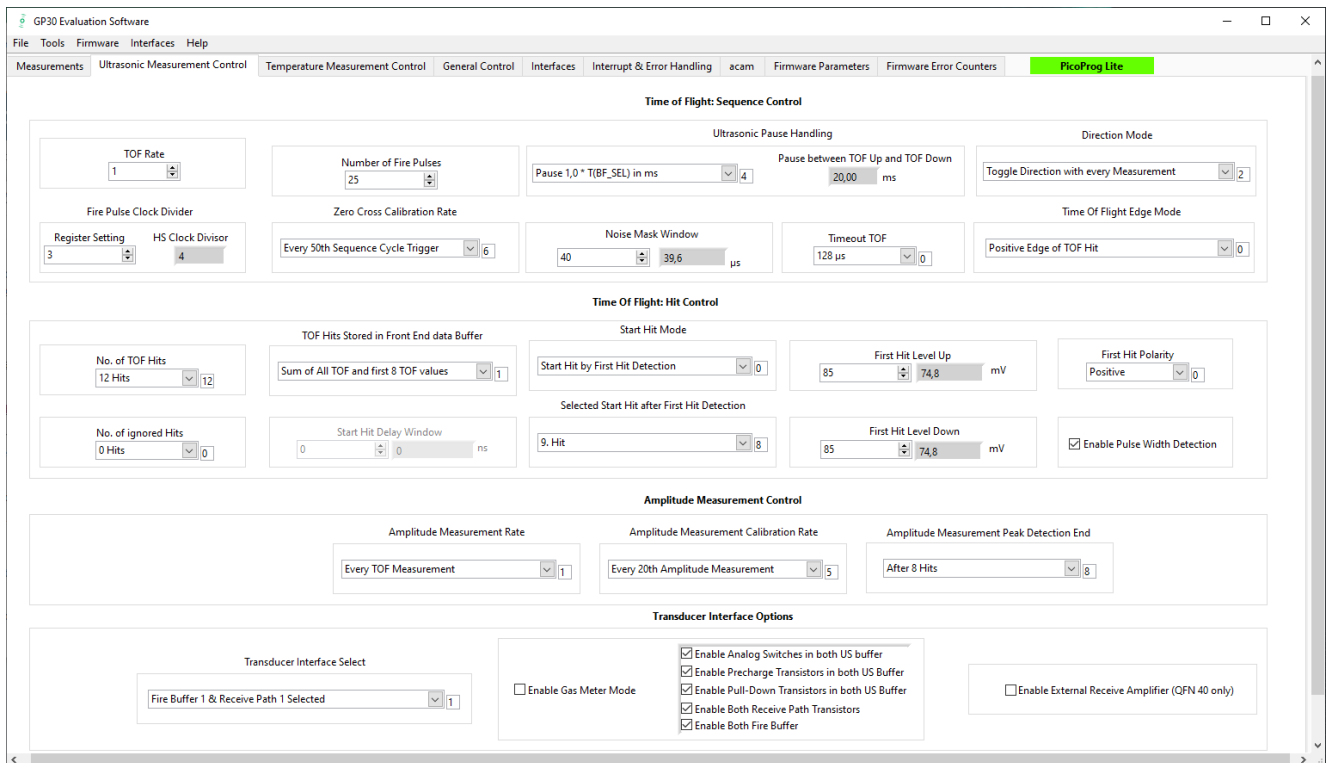 GP30 Evaluation Software
File Tools Firmware Interfaces Help
Measurements Ultrasonic Measurement Control Temperature Measurement Control General Control Interfaces Interrupt & Error Handling acam Firmware Parameters Firmware Error Counters PicoProg Lite
Time of Flight: Sequence Control
Ultrasonic Pause Handling Direction Mode
TOF Rate Number of Fire Pulses Pause between TOF Up and TOF Down
1 25 Pause 1,0 * T(BF_SEL) in ms 4 20,00 ms Toggle Direction with every Measurement 2
Fire Pulse Clock Divider Zero Cross Calibration Rate Time Of Flight Edge Mode
Register Setting HS Clock Divisor Noise Mask Window Timeout TOF
3 4 Every 50th Sequence Cycle Trigger 6 40 39,6 µs 128 µs 0 Positive Edge of TOF Hit 0
Time Of Flight: Hit Control
TOF Hits Stored in Front End data Buffer Start Hit Mode
No. of TOF Hits First Hit Level Up First Hit Polarity
12 Hits 12 Sum of All TOF and first 8 TOF values 1 Start Hit by First Hit Detection 0 85 74,8 mV Positive 0
Selected Start Hit after First Hit Detection
No. of ignored Hits Start Hit Delay Window First Hit Level Down
0 Hits 0 0 0 ns 9. Hit 8 85 74,8 mV Enable Pulse Width Detection
Amplitude Measurement Control
Amplitude Measurement Rate Amplitude Measurement Calibration Rate Amplitude Measurement Peak Detection End
Every TOF Measurement 1 Every 20th Amplitude Measurement 5 After 8 Hits 8
Transducer Interface Options
Transducer Interface Select
Fire Buffer 1 & Receive Path 1 Selected 1
Enable Gas Meter Mode
Enable Analog Switches in both US buffer
Enable Precharge Transistors in both US Buffer
Enable Pull-Down Transistors in both US Buffer
Enable Both Receive Path Transistors
Enable Both Fire Buffer
Enable External Receive Amplifier (QFN 40 only)